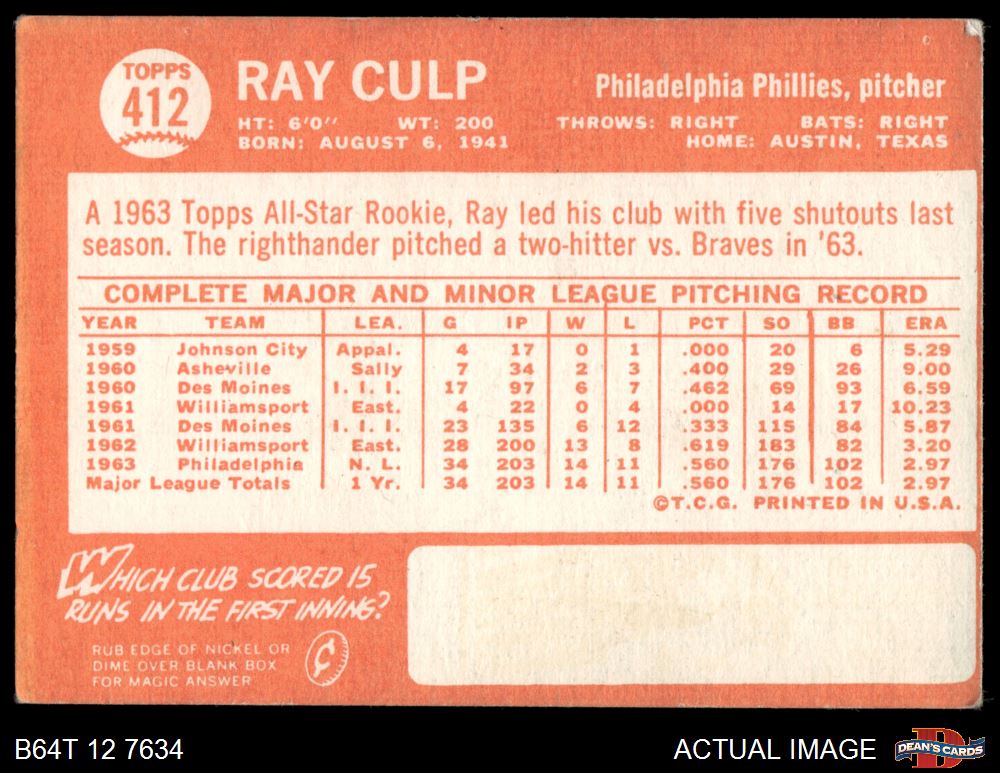 TOPPS
412
RAY CULP
Philadelphia Phillies, pitcher
HT: 6'0" WT: 200 THROWS: RIGHT BATS: RIGHT
BORN: AUGUST 6, 1941 HOME: AUSTIN, TEXAS
A 1963 Topps All-Star Rookie, Ray led his club with five shutouts last
season. The righthander pitched a two-hitter vs. Braves in '63.
COMPLETE MAJOR AND MINOR LEAGUE PITCHING RECORD
YEAR TEAM LEA. G IP W L PCT SO BB ERA
1959 Johnson City Appal. 4 17 0 1 .000 20 6 5.29
1960 Asheville Sally 7 34 2 3 .400 29 26 9.00
1960 Des Moines I. I. I. 17 97 6 7 .462 69 93 6.59
1961 Williamsport East. 4 22 0 4 .000 14 17 10.23
1961 Des Moines I. I. I. 23 135 6 12 .333 115 84 5.87
1962 Williamsport East. 28 200 13 8 .619 183 82 3.20
1963 Philadelphia N. L. 34 203 14 11 .560 176 102 2.97
Major League Totals 1 Yr. 34 203 14 11 .560 176 102 2.97
©T.C.G. PRINTED IN U.S.A.
WHICH CLUB SCORED 15
RUNS IN THE FIRST INNING?
RUB EDGE OF NICKEL OR
DIME OVER BLANK BOX
FOR MAGIC ANSWER
¢
B64T 12 7634
ACTUAL IMAGE
D
DEAN'S CARDS